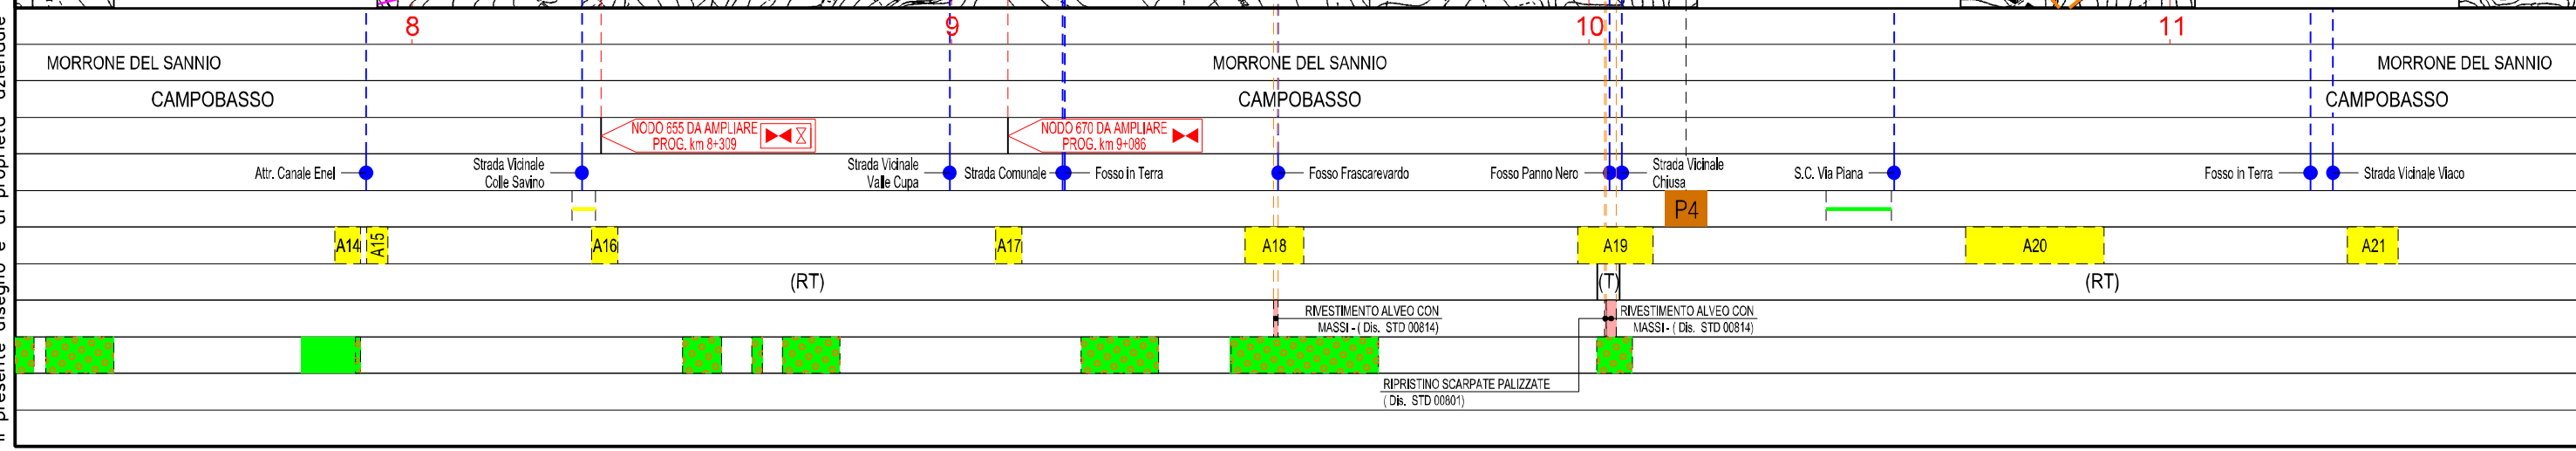 8 9 10 11
MORRONE DEL SANNIO MORRONE DEL SANNIO MORRONE DEL SANNIO
CAMPOBASSO CAMPOBASSO CAMPOBASSO
NODO 655 DA AMPLIARE
PROG. km 8+309
NODO 670 DA AMPLIARE
PROG. km 9+086
Attr. Canale Enel
Strada Vicinale
Colle Savino
Strada Vicinale
Valle Cupa
Strada Comunale
Fosso in Terra
Fosso Frascarevardo
Fosso Panno Nero
Strada Vicinale
Chiusa
S.C. Via Piana
Fosso in Terra
Strada Vicinale Viaco
P4
A14 A15 A16 A17 A18 A19 A20 A21
(RT) (T) (RT)
RIVESTIMENTO ALVEO CON
MASSI - ( Dis. STD 00814)
RIVESTIMENTO ALVEO CON
MASSI - ( Dis. STD 00814)
RIPRISTINO SCARPATE PALIZZATE
( Dis. STD 00801)
presente disegno è di proprietà aziendale